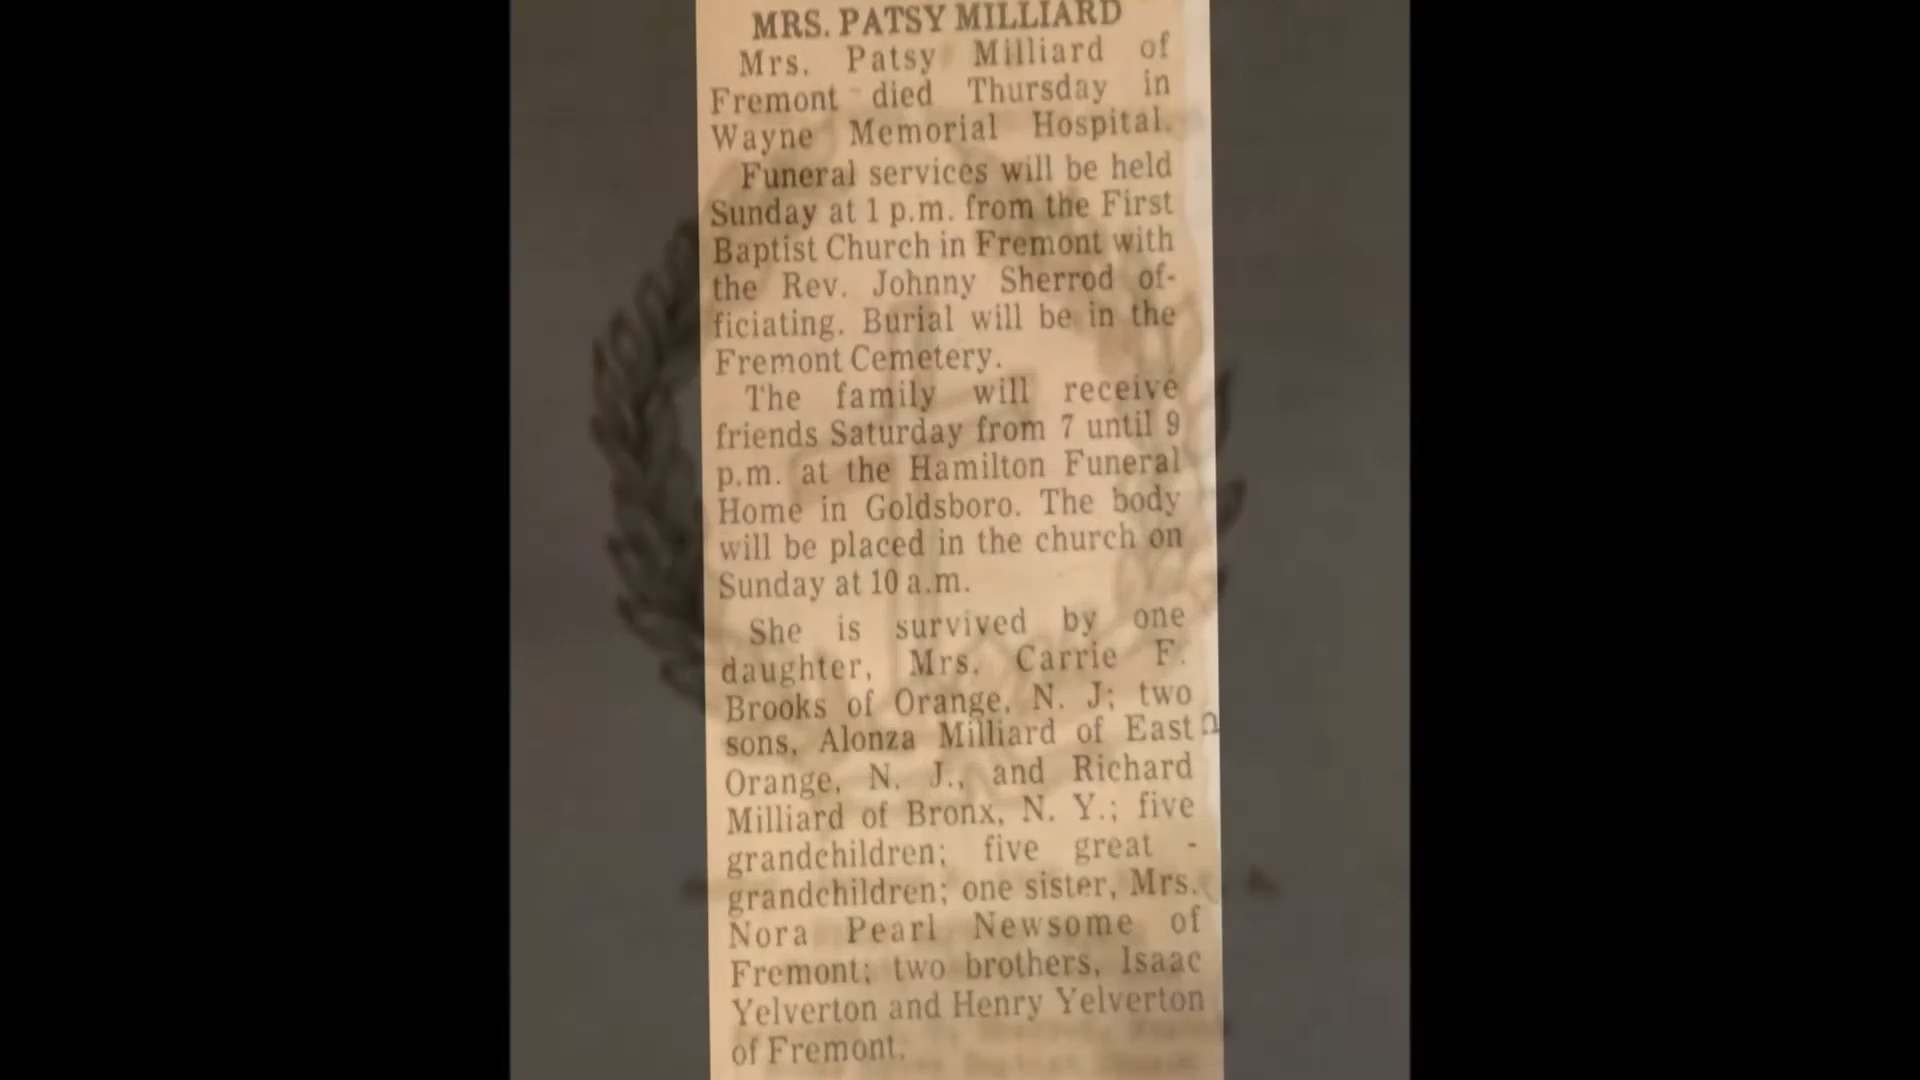 MRS. PATSY MILLIARD
Mrs. Patsy Milliard of
Fremont died Thursday in
Wayne Memorial Hospital.
Funeral services will be held
Sunday at 1 p.m. from the First
Baptist Church in Fremont with
the Rev. Johnny Sherrod of-
ficiating. Burial will be in the
Fremont Cemetery.
The family will receive
friends Saturday from 7 until 9
p.m. at the Hamilton Funeral
Home in Goldsboro. The body
will be placed in the church on
Sunday at 10 a.m.
She is survived by one
daughter, Mrs. Carrie F.
Brooks of Orange, N. J; two
sons, Alonza Milliard of East
Orange, N. J., and Richard
Milliard of Bronx, N. Y.; five
grandchildren; five great -
grandchildren; one sister, Mrs.
Nora Pearl Newsome of
Fremont; two brothers, Isaac
Yelverton and Henry Yelverton
of Fremont.